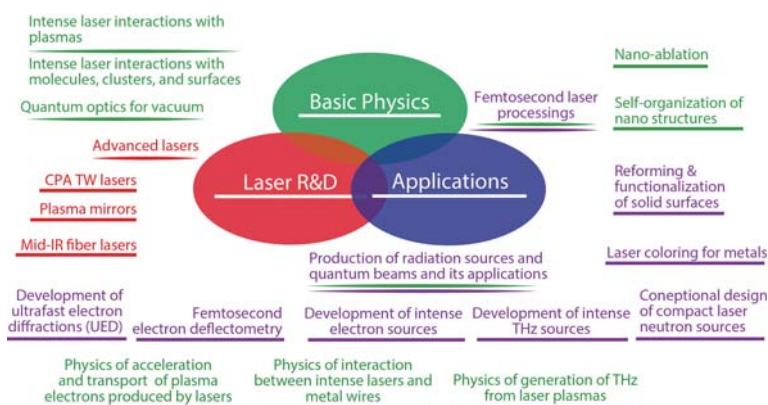 Intense laser interactions with
plasmas
Intense laser interactions with
molecules, clusters, and surfaces
Quantum optics for vacuum
Advanced lasers
CPA TW lasers
Plasma mirrors
Mid-IR fiber lasers
Basic Physics
Laser R&D
Applications
Femtosecond laser
processings
Nano-ablation
Self-organization of
nano structures
Reforming &
functionalization
of solid surfaces
Laser coloring for metals
Production of radiation sources and
quantum beams and its applications
Development of
ultrafast electron
diffractions (UED)
Femtosecond
electron deflectometry
Development of intense
electron sources
Development of intense
THz sources
Coneptional design
of compact laser
neutron sources
Physics of acceleration
and transport of plasma
electrons produced by lasers
Physics of interaction
between intense lasers and
metal wires
Physics of generation of THz
from laser plasmas